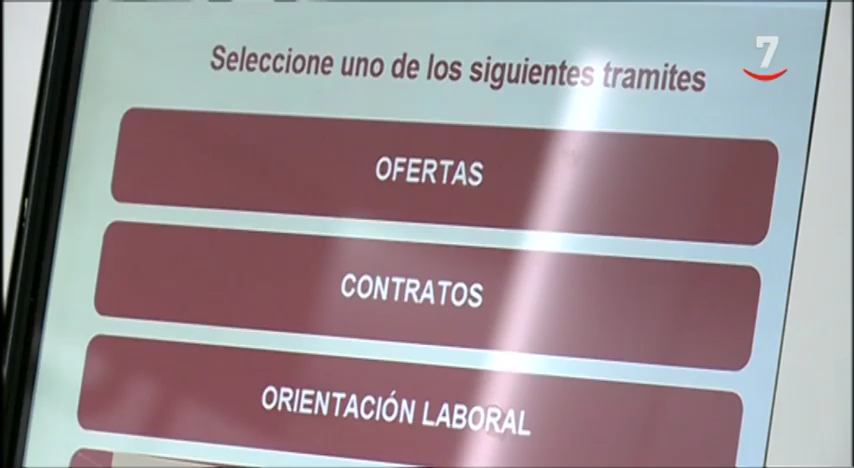 Seleccione uno de los siguientes tramites
7
OFERTAS
CONTRATOS
ORIENTACIÓN LABORAL